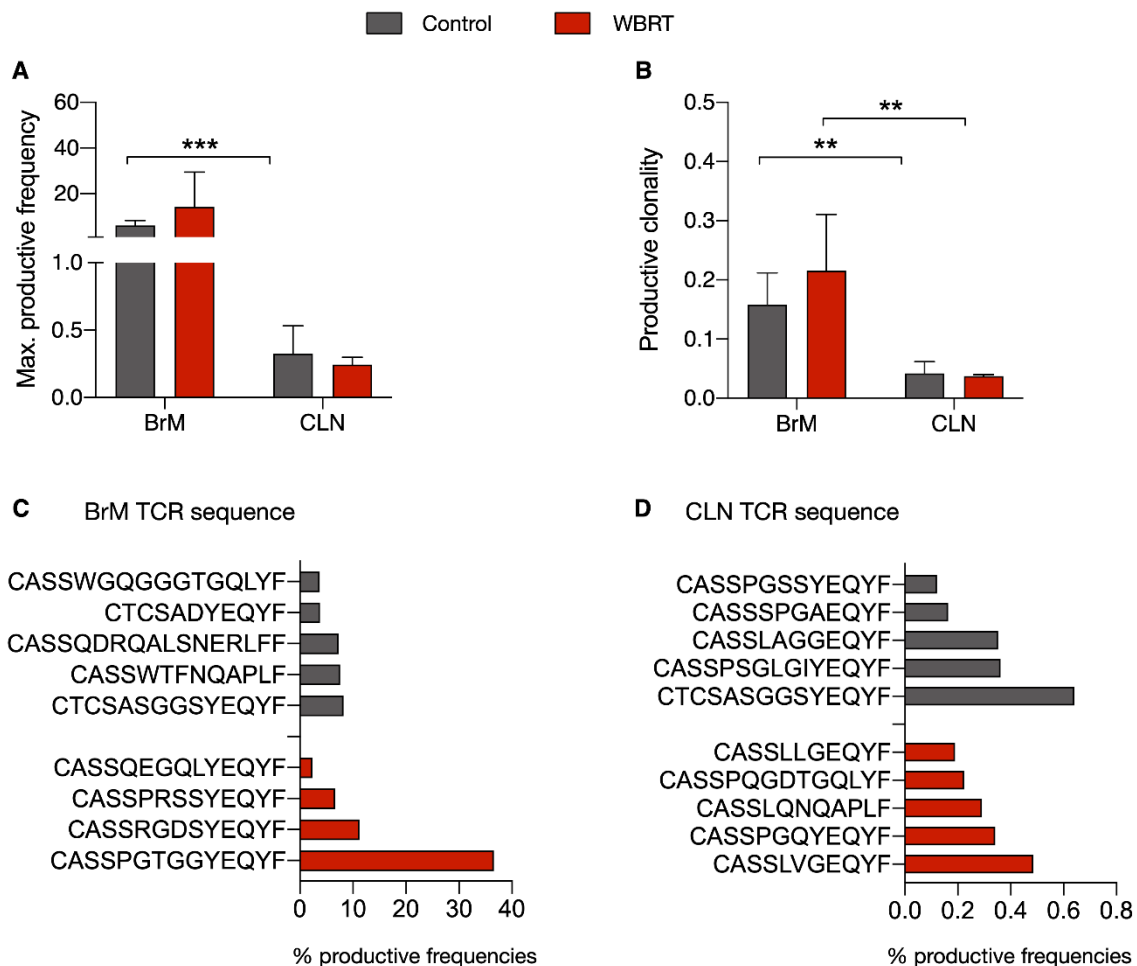 Control
WBRT
A
Max. productive frequency
60
40
20
1.0
0.5
0.0
***
BrM
CLN
B
Productive clonality
0.5
0.4
0.3
0.2
0.1
0.0
**
**
BrM
CLN
C BrM TCR sequence
CASSWGQGGGTGQLYF
CTCSADYEQYF
CASSQDRQALSNERLFF
CASSWTFNQAPLF
CTCSASGGSYEQYF
CASSQEGQLYEQYF
CASSPRSSYEQYF
CASSRGDSYEQYF
CASSPGTGGYEQYF
0 10 20 30 40
% productive frequencies
D CLN TCR sequence
CASSPGSSYEQYF
CASSSPGAEQYF
CASSLAGGEQYF
CASSPSGLGIYEQYF
CTCSASGGSYEQYF
CASSLLGEQYF
CASSPQGDTGQLYF
CASSLQNQAPLF
CASSPGQYEQYF
CASSLVGEQYF
0.0 0.2 0.4 0.6 0.8
% productive frequencies